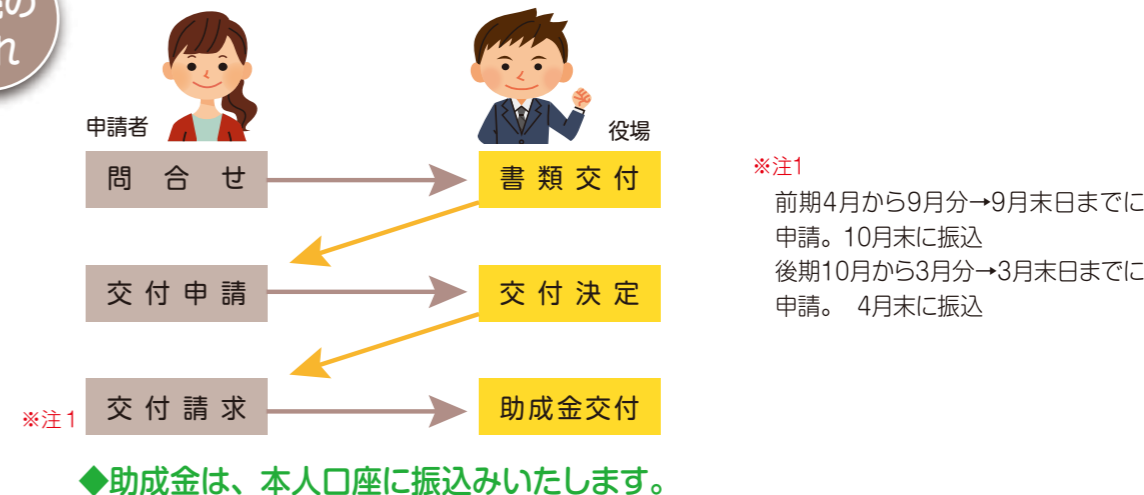 の
れ
申請者
役場
問合せ
書類交付
交付申請
交付決定
※注1
交付請求
助成金交付
◆助成金は、本人口座に振込みいたします。
※注1
前期4月から9月分→9月末日までに
申請。10月末に振込
後期10月から3月分→3月末日までに
申請。 4月末に振込